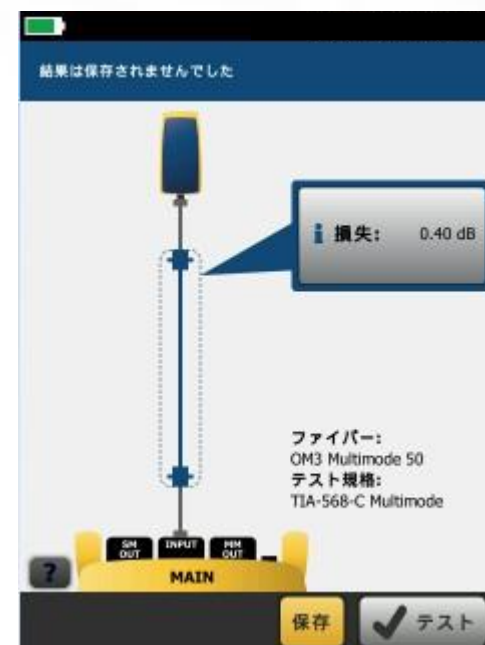 結果は保存されませんでした
i 損失: 0.40 dB
ファイバー:
OM3 Multimode 50
テスト規格:
TIA-568-C Multimode
SM OUT
INPUT
MM OUT
?
MAIN
保存
テスト